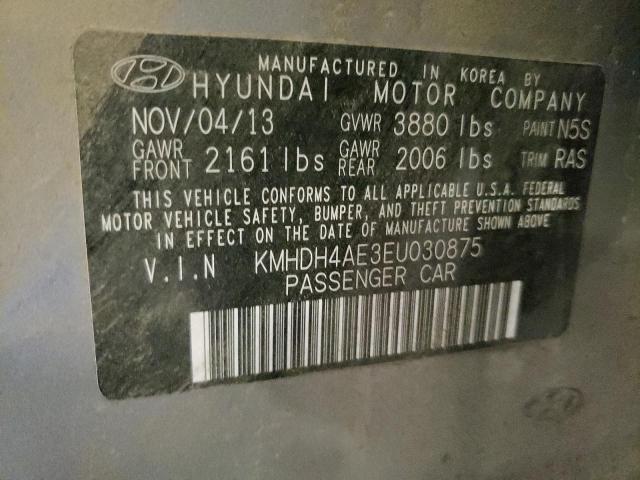 MANUFACTURED IN KOREA BY
HYUNDAI MOTOR COMPANY
NOV/04/13 GVWR 3880 lbs PAINT N5S
GAWR FRONT 2161 lbs GAWR REAR 2006 lbs TRIM RAS
THIS VEHICLE CONFORMS TO ALL APPLICABLE U.S.A. FEDERAL
MOTOR VEHICLE SAFETY, BUMPER, AND THEFT PREVENTION STANDARDS
IN EFFECT ON THE DATE OF MANUFACTURE SHOWN ABOVE
V.I.N KMHDH4AE3EU030875
PASSENGER CAR